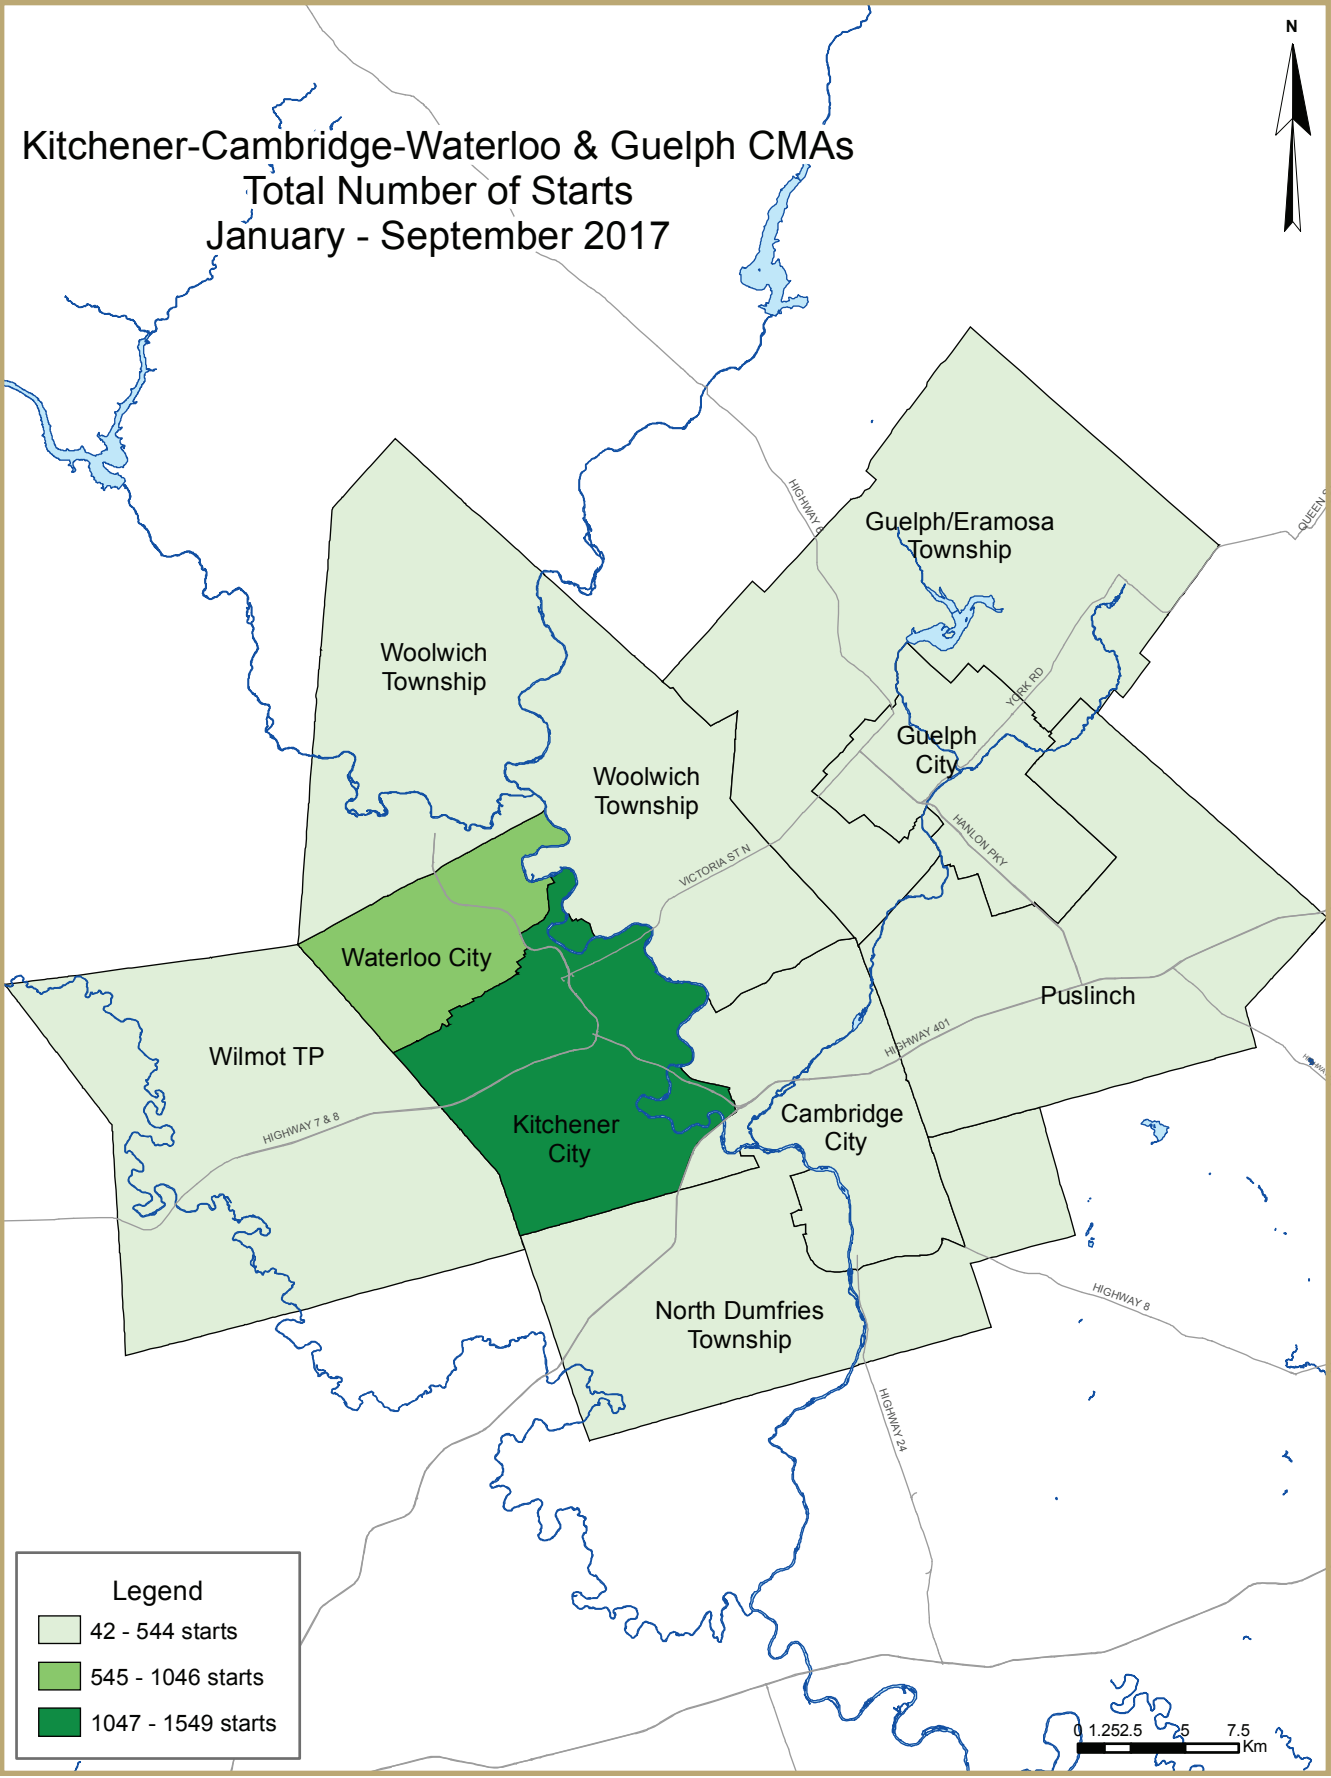 N
Kitchener-Cambridge-Waterloo & Guelph CMAs
Total Number of Starts
January - September 2017
HIGHWAY 6
QUEEN S
Guelph/Eramosa
Township
Woolwich
Township
YORK RD
Guelph
City
Woolwich
Township
HANLON PKY
VICTORIA ST N
Waterloo City
Puslinch
Wilmot TP
HIGHWAY 401
HIGHWAY 7 & 8
Kitchener
City
Cambridge
City
North Dumfries
Township
HIGHWAY 8
HIGHWAY 24
Legend
42 - 544 starts
545 - 1046 starts
1047 - 1549 starts
0 1.25 2.5 5 7.5
Km